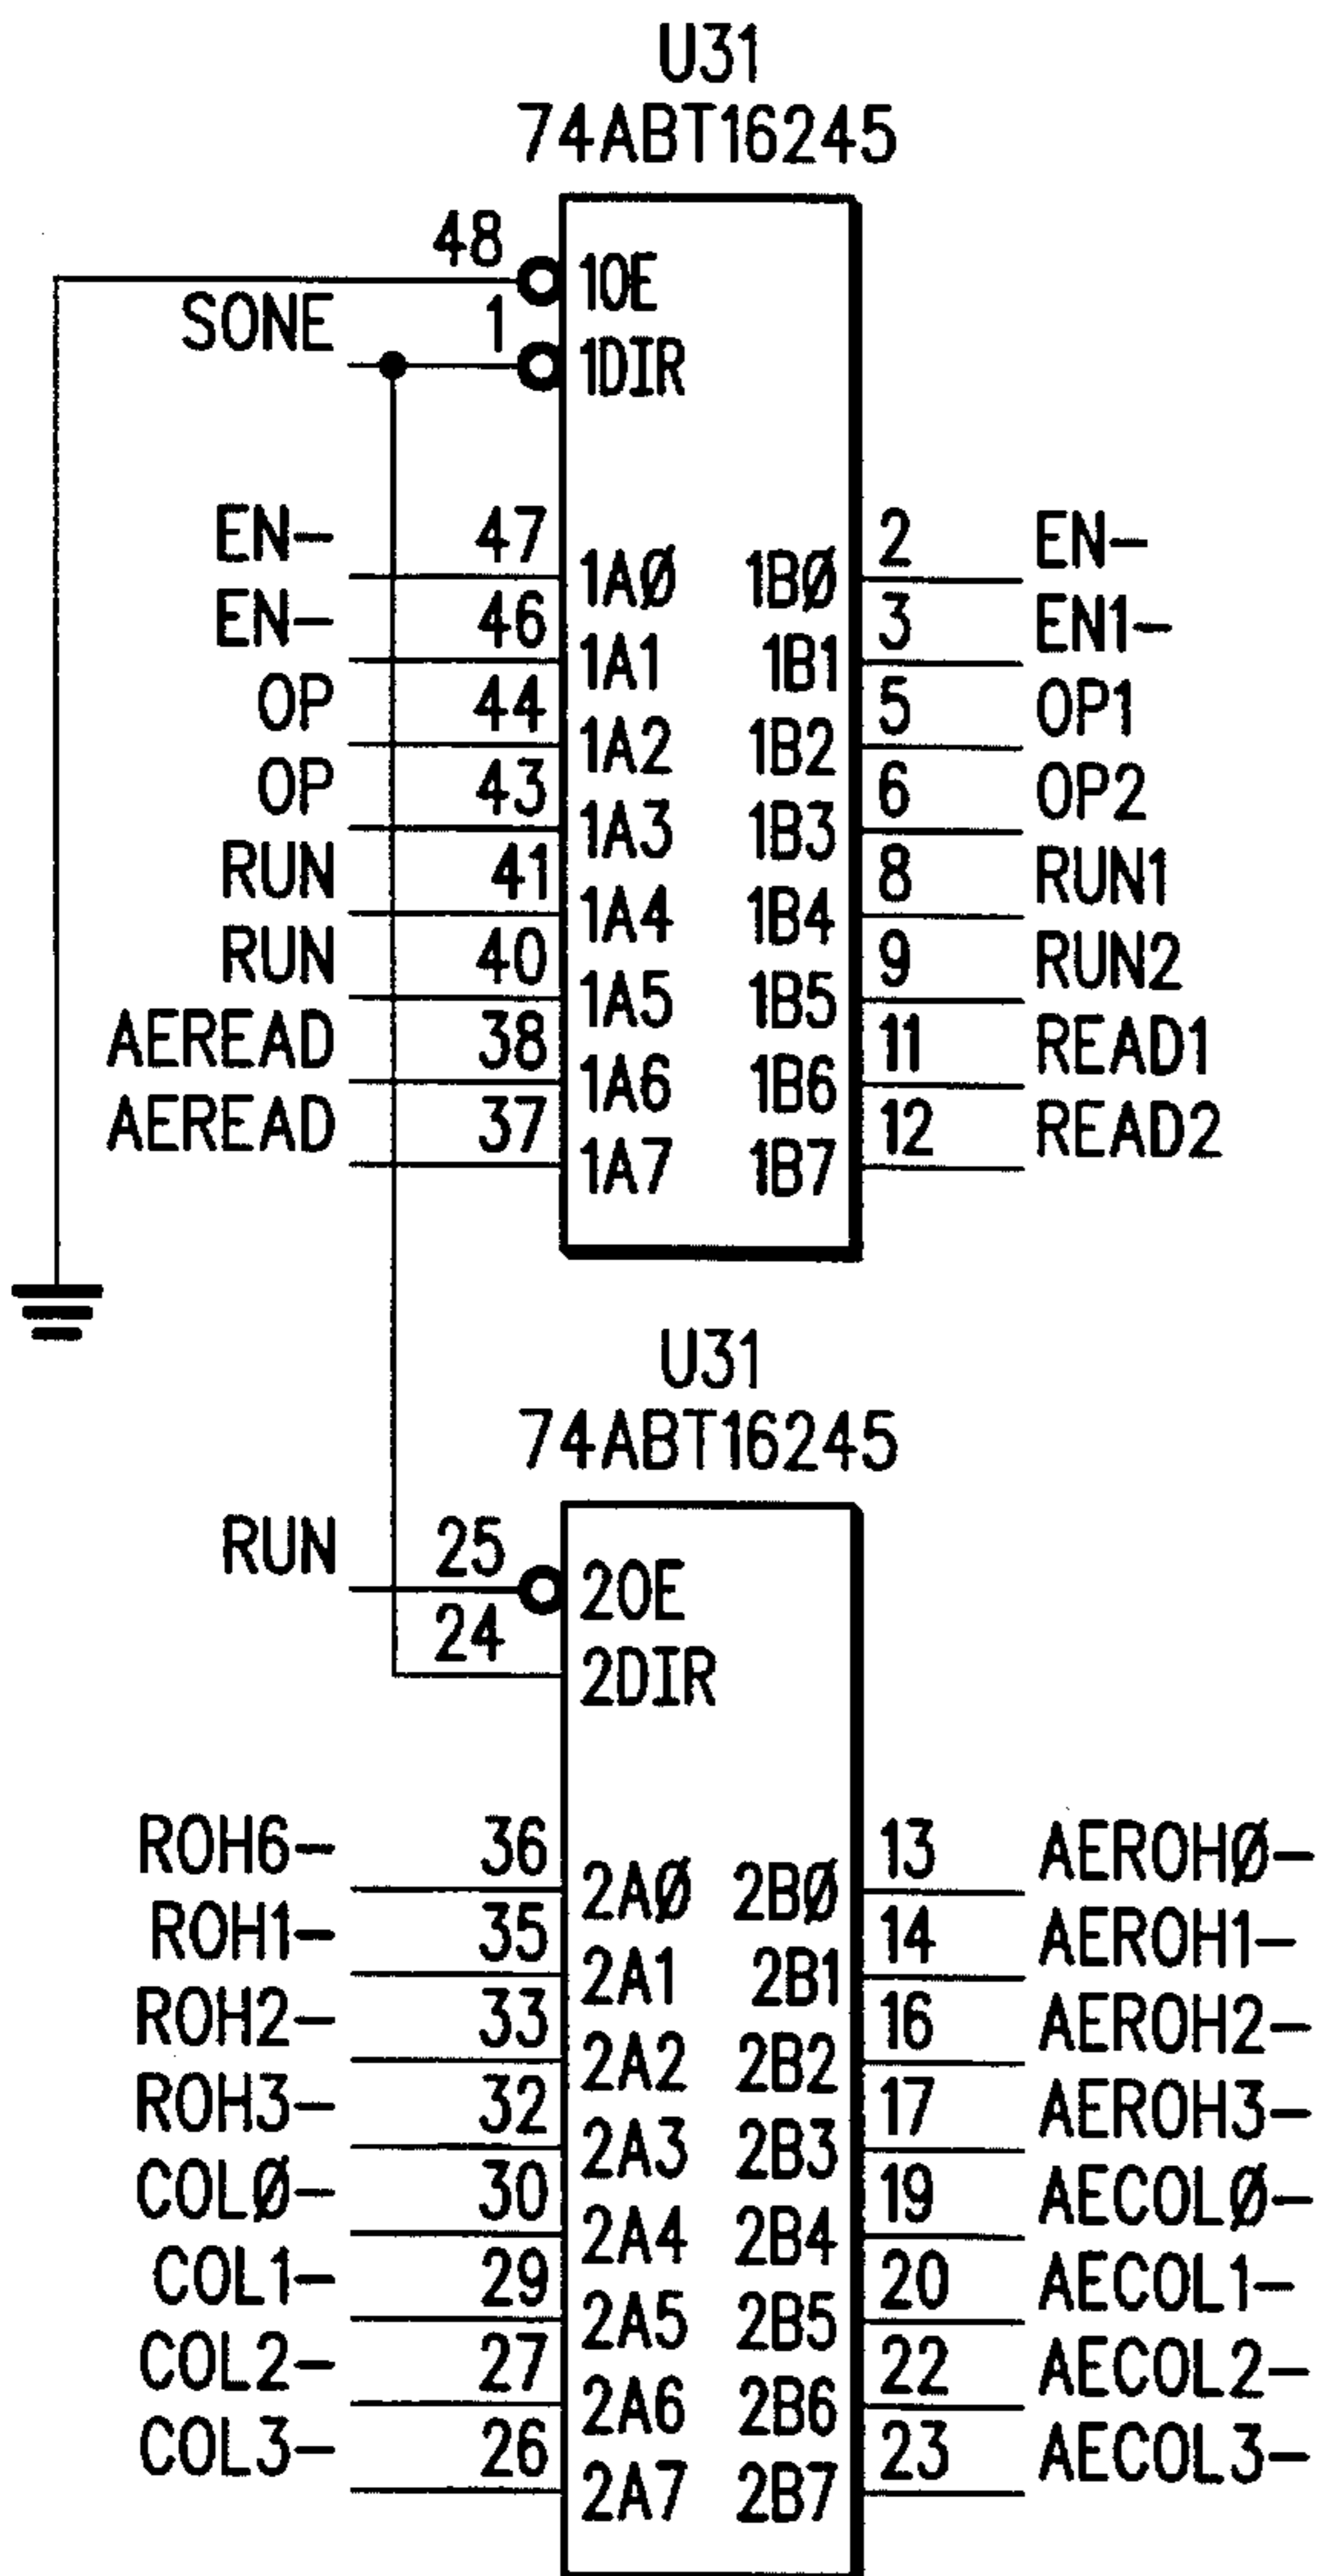 U31
74ABT16245
48 1OE
SONE 1 1DIR
EN- 47 1AØ 1BØ 2 EN-
EN- 46 1A1 1B1 3 EN1-
OP 44 1A2 1B2 5 OP1
OP 43 1A3 1B3 6 OP2
RUN 41 1A4 1B4 8 RUN1
RUN 40 1A5 1B5 9 RUN2
AEREAD 38 1A6 1B6 11 READ1
AEREAD 37 1A7 1B7 12 READ2
U31
74ABT16245
RUN 25 2OE
24 2DIR
ROH6- 36 2AØ 2BØ 13 AEROHØ-
ROH1- 35 2A1 2B1 14 AEROH1-
ROH2- 33 2A2 2B2 16 AEROH2-
ROH3- 32 2A3 2B3 17 AEROH3-
COLØ- 30 2A4 2B4 19 AECOLØ-
COL1- 29 2A5 2B5 20 AECOL1-
COL2- 27 2A6 2B6 22 AECOL2-
COL3- 26 2A7 2B7 23 AECOL3-